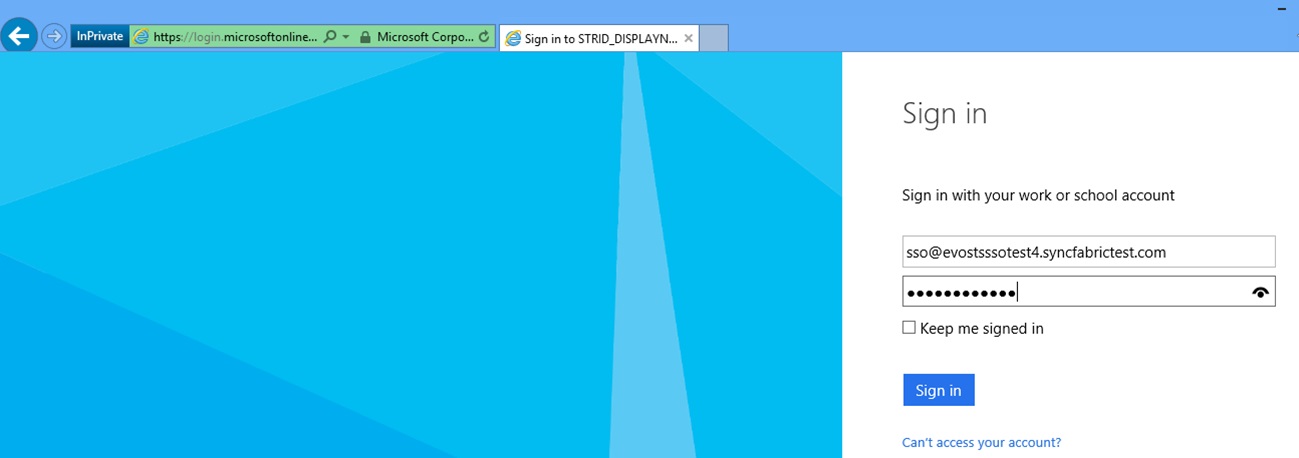 InPrivate https://login.microsoftonline... Microsoft Corpo... Sign in to STRID_DISPLAYN...
Sign in
Sign in with your work or school account
sso@evostsssotest4.syncfabrictest.com
●●●●●●●●●●●●
Keep me signed in
Sign in
Can't access your account?